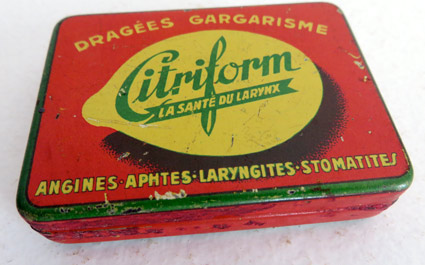 DRAGÉES GARGARISME
Citriform
LA SANTÉ DU LARYNX
ANGINES·APHTES·LARYNGITES·STOMATITES